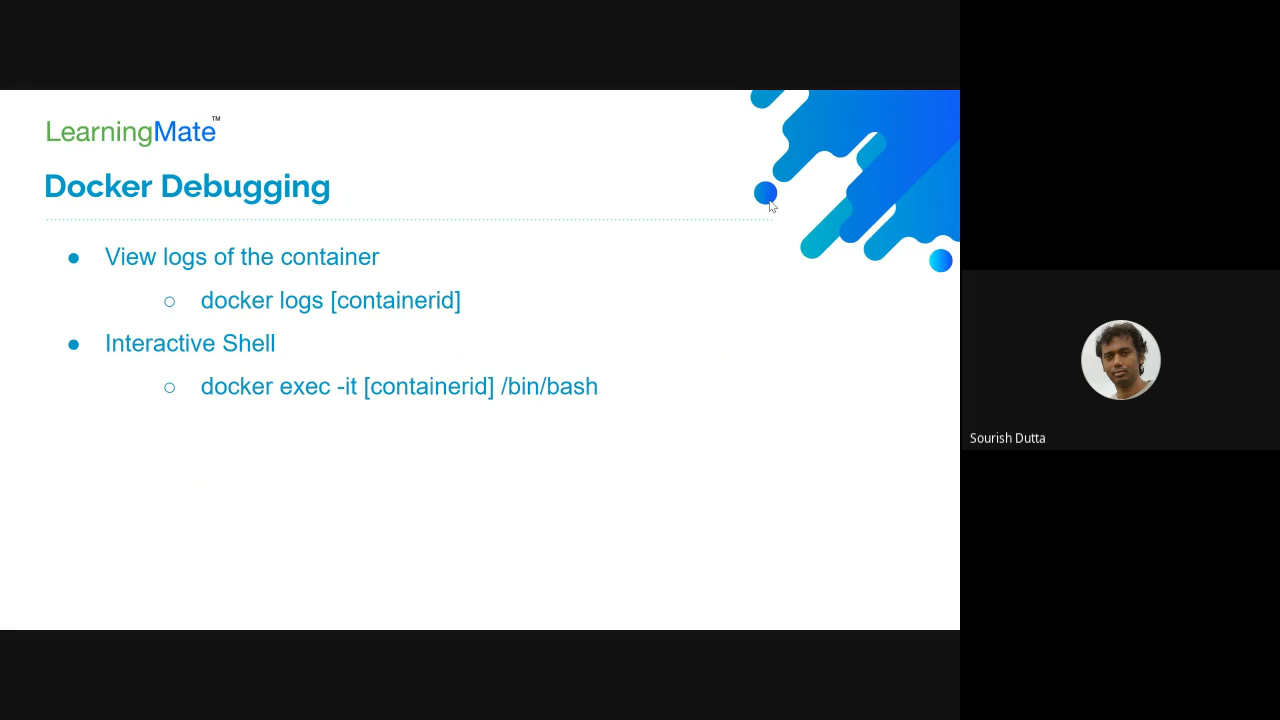 LearningMate™
Docker Debugging
● View logs of the container
○ docker logs [containerid]
● Interactive Shell
○ docker exec -it [containerid] /bin/bash
Sourish Dutta